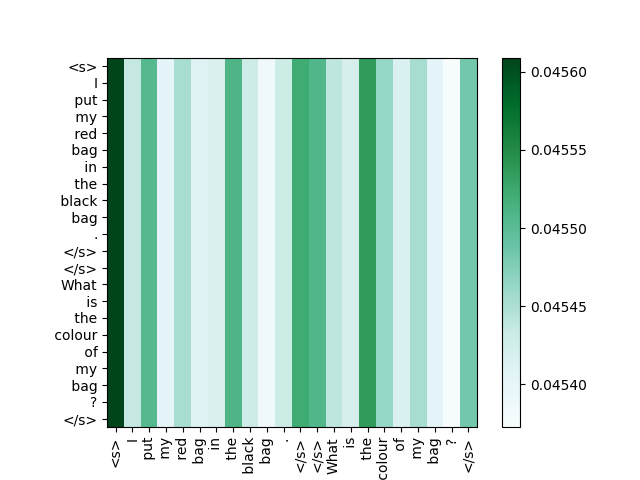 <s>
I
put
my
red
bag
in
the
black
bag
.
</s>
</s>
What
is
the
colour
of
my
bag
?
</s>
<s> I put my red bag in the black bag . </s> </s> What is the colour of my bag ? </s>
0.04560
0.04555
0.04550
0.04545
0.04540